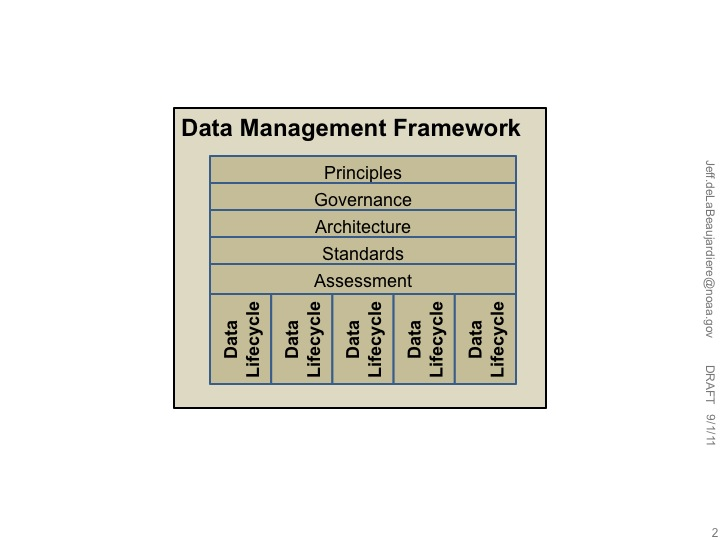 Data Management Framework
Principles
Governance
Architecture
Standards
Assessment
Data
Lifecycle
Data
Lifecycle
Data
Lifecycle
Data
Lifecycle
Data
Lifecycle
Jeff.deLaBeaujardiere@noaa.gov DRAFT 9/1/11
2